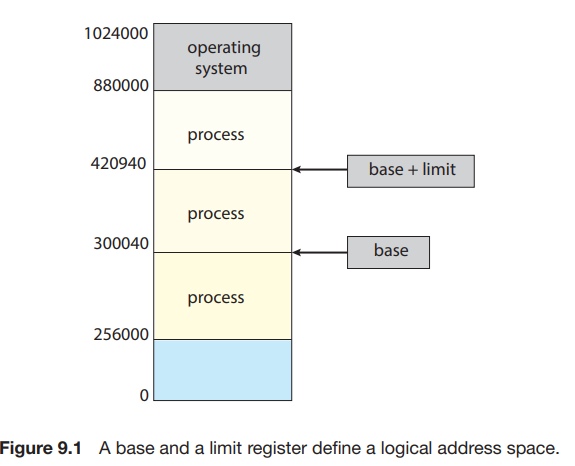 1024000
operating
system
880000
process
420940
base + limit
process
300040
base
process
256000
0
Figure 9.1 A base and a limit register define a logical address space.